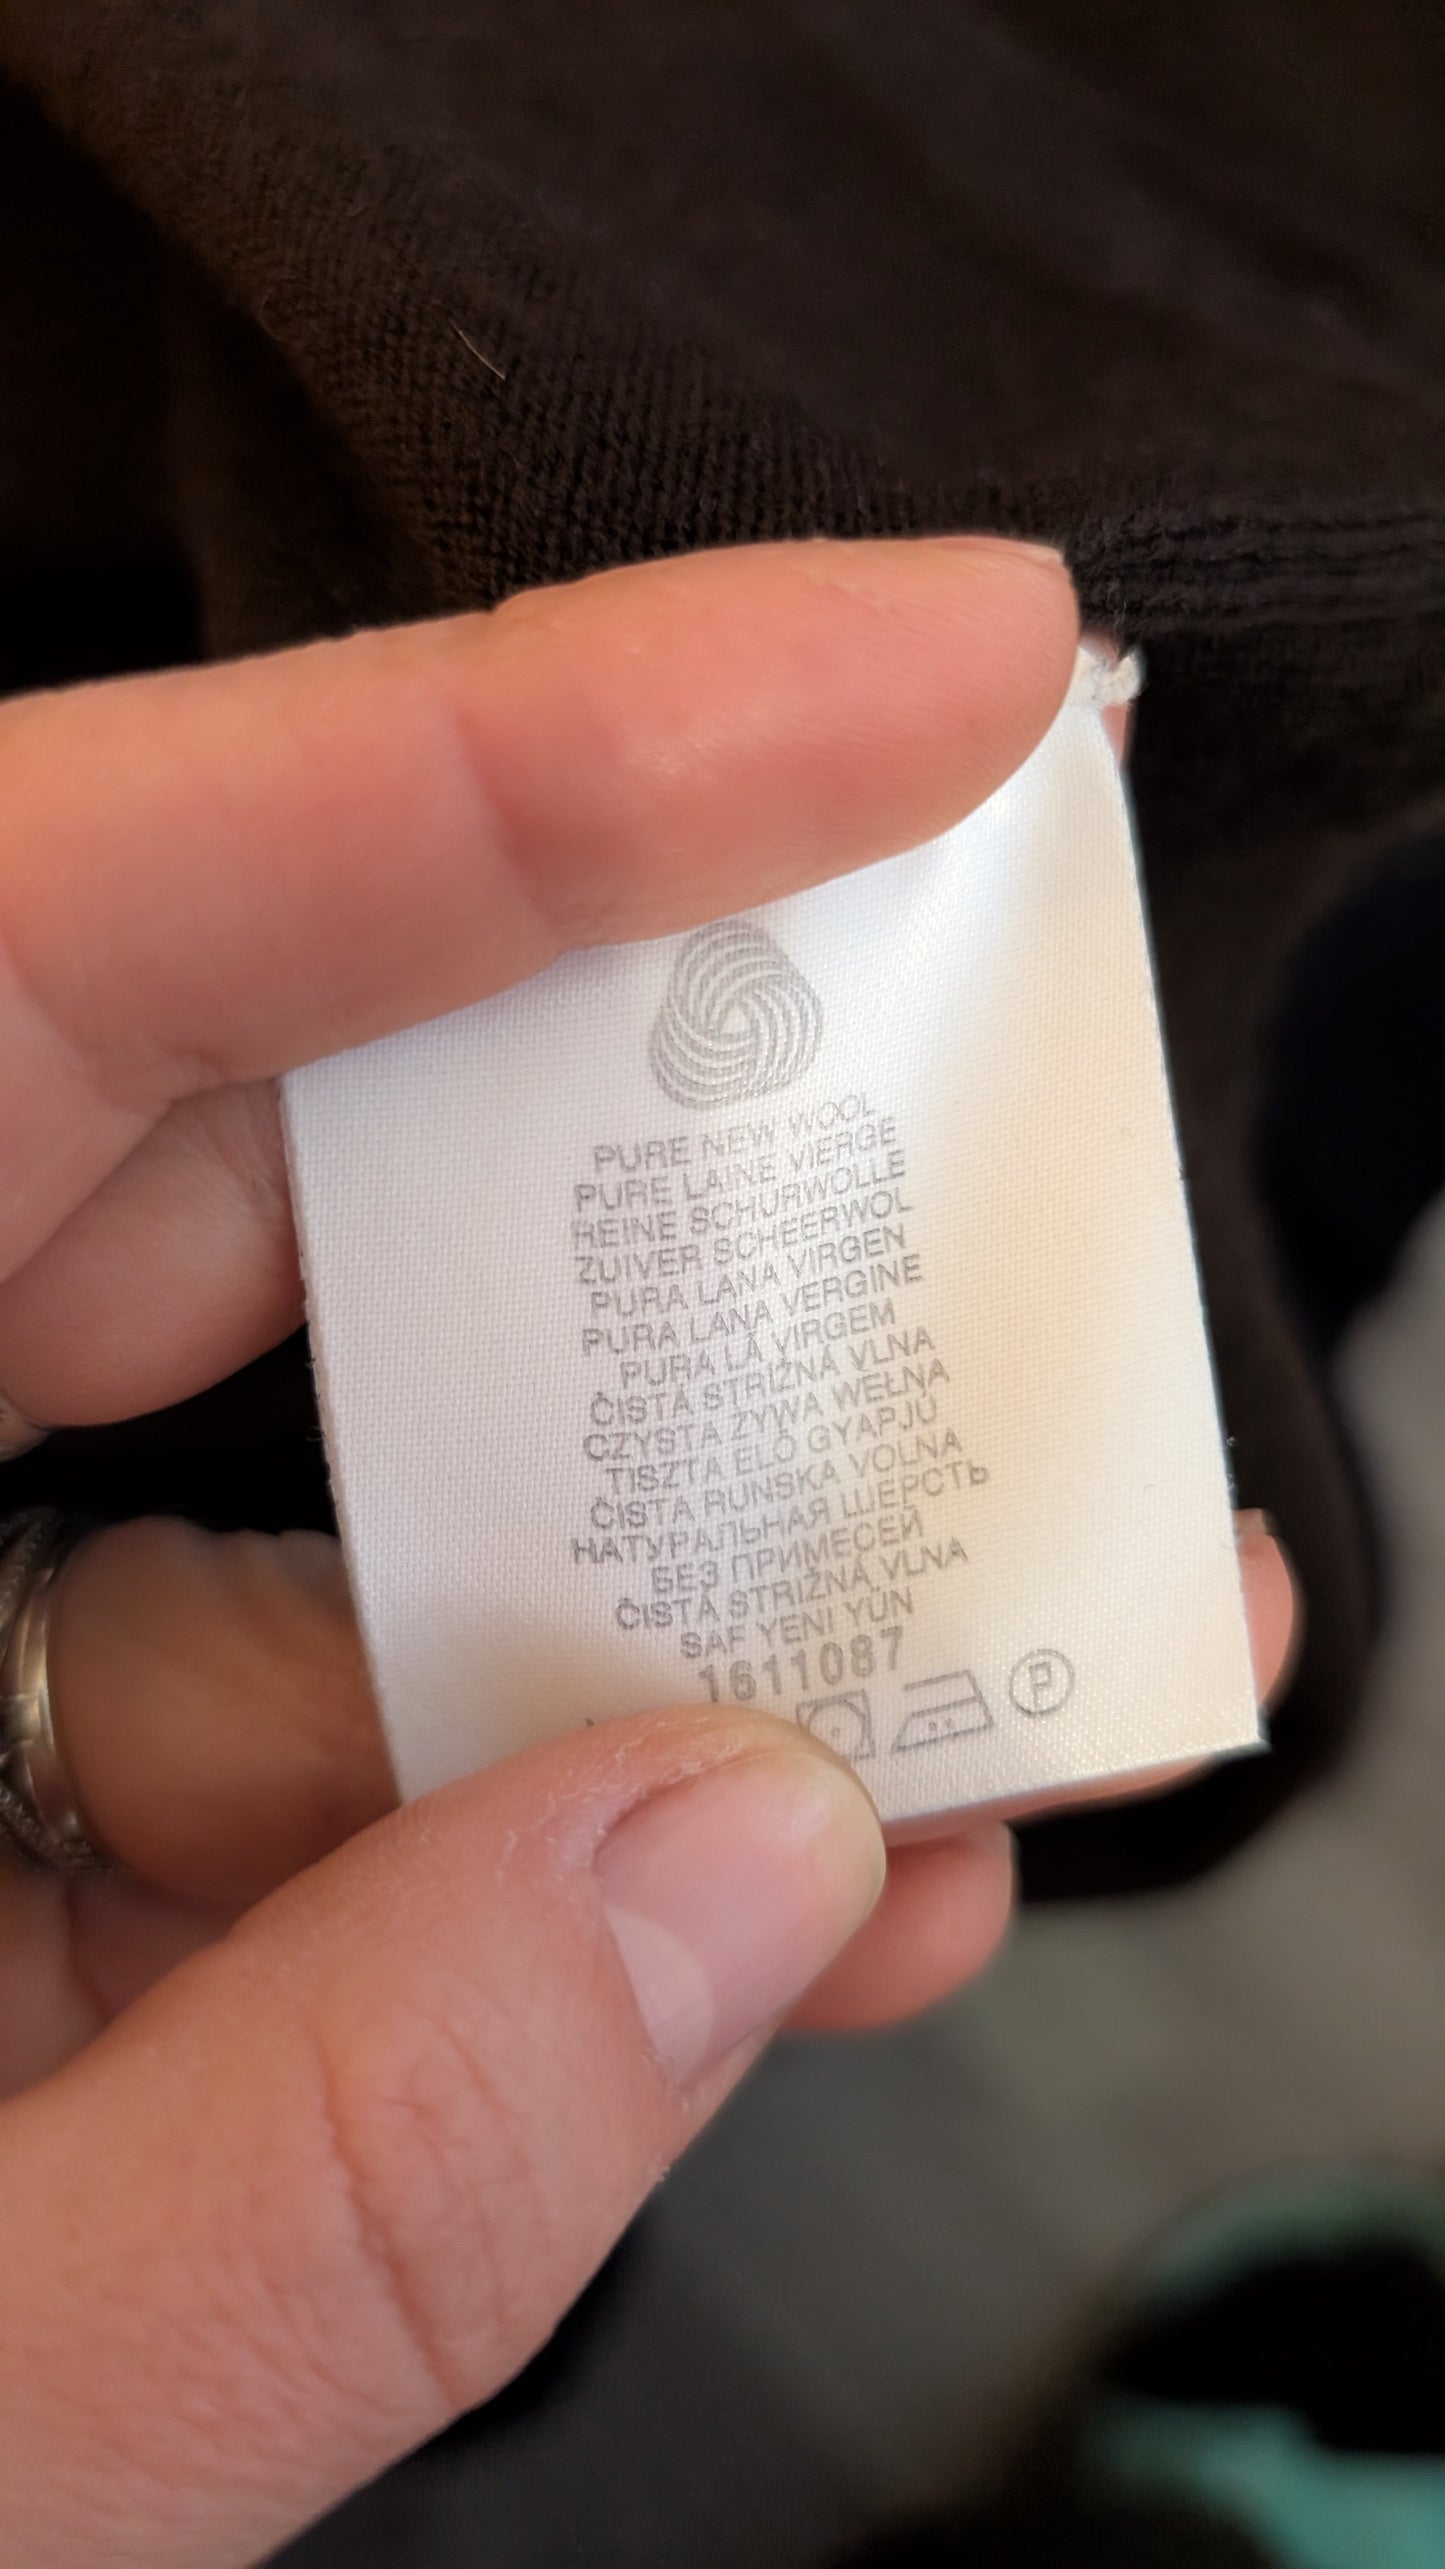 PURE NEW WOOL
PURE LAINE VIERGE
REINE SCHURWOLLE
ZUIVER SCHEERWOL
PURA LANA VIRGEN
PURA LANA VERGINE
PURA LÃ VIRGEM
ČISTÁ STRIŽNÁ VLNA
CZYSTA ŻYWA WEŁNA
TISZTA ÉLŐ GYAPJÚ
ČISTA RUNSKA VOLNA
НАТУРАЛЬНАЯ ШЕРСТЬ
БЕЗ ПРИМЕСЕЙ
ČISTÁ STRIŽNÁ VLNA
SAF YENİ YÜN
1611087
P